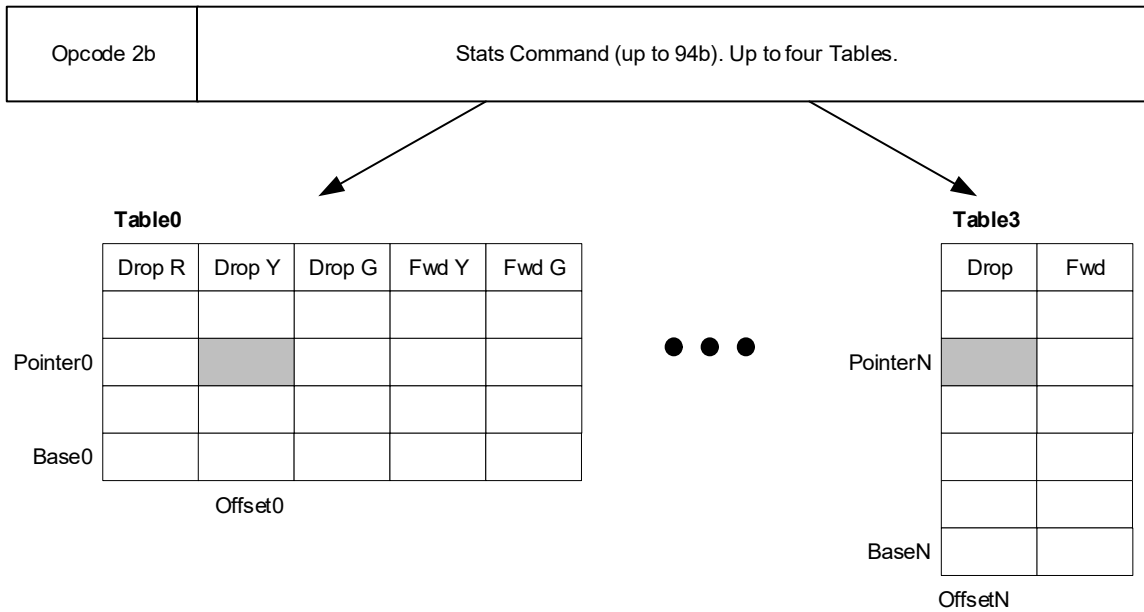 Opcode 2b
Stats Command (up to 94b). Up to four Tables.
Table0
Drop R Drop Y Drop G Fwd Y Fwd G
Pointer0
Base0
Offset0
Table3
Drop Fwd
PointerN
BaseN
OffsetN